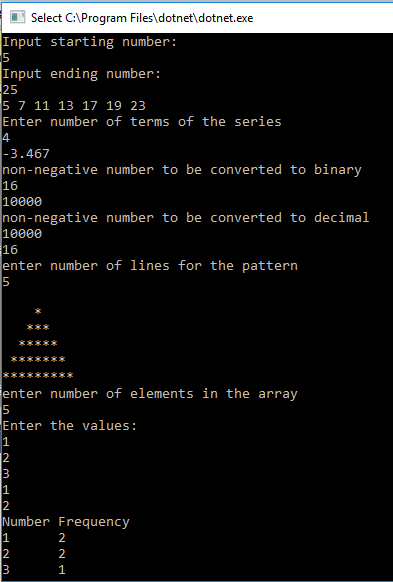 Select C:\Program Files\dotnet\dotnet.exe
Input starting number:
5
Input ending number:
25
5 7 11 13 17 19 23
Enter number of terms of the series
4
-3.467
non-negative number to be converted to binary
16
10000
non-negative number to be converted to decimal
10000
16
enter number of lines for the pattern
5
    *
   ***
  *****
 *******
*********
enter number of elements in the array
5
Enter the values:
1
2
3
1
2
Number Frequency
1      2
2      2
3      1